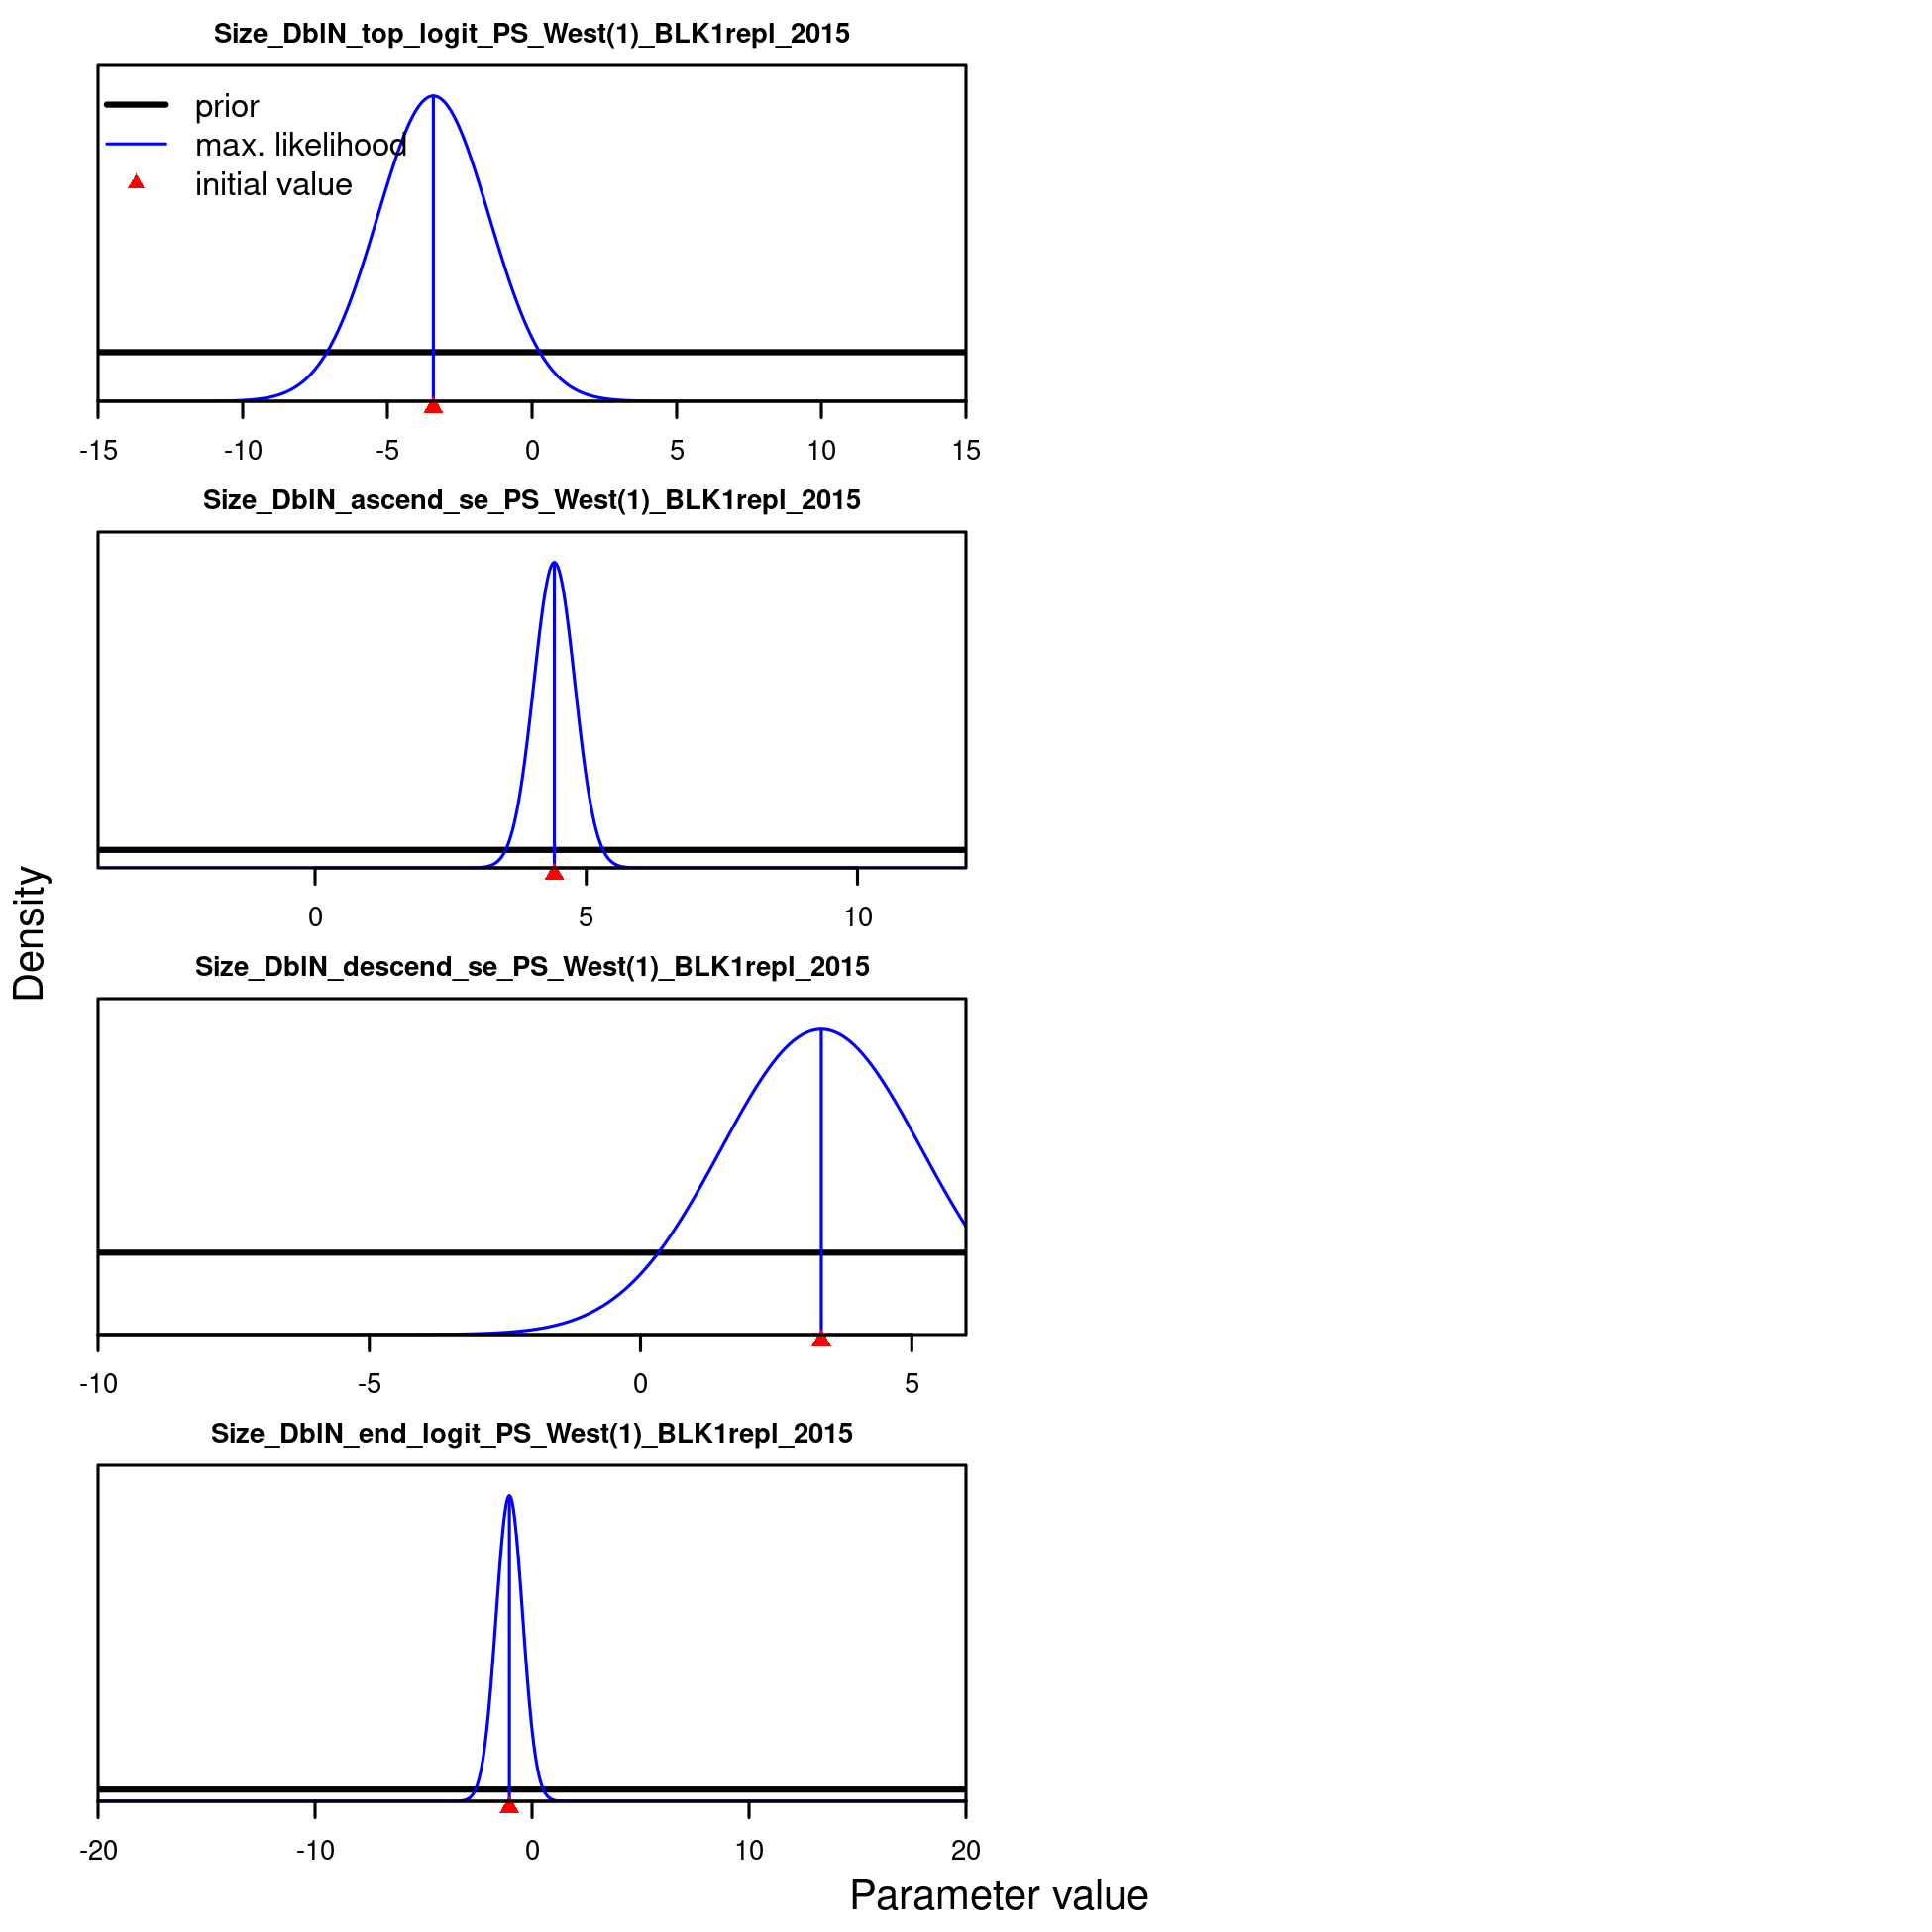 Size_DblN_top_logit_PS_West(1)_BLK1repl_2015
prior
max. likelihood
initial value
-15 -10 -5 0 5 10 15
Size_DblN_ascend_se_PS_West(1)_BLK1repl_2015
0 5 10
Density
Size_DblN_descend_se_PS_West(1)_BLK1repl_2015
-10 -5 0 5
Size_DblN_end_logit_PS_West(1)_BLK1repl_2015
-20 -10 0 10 20
Parameter value